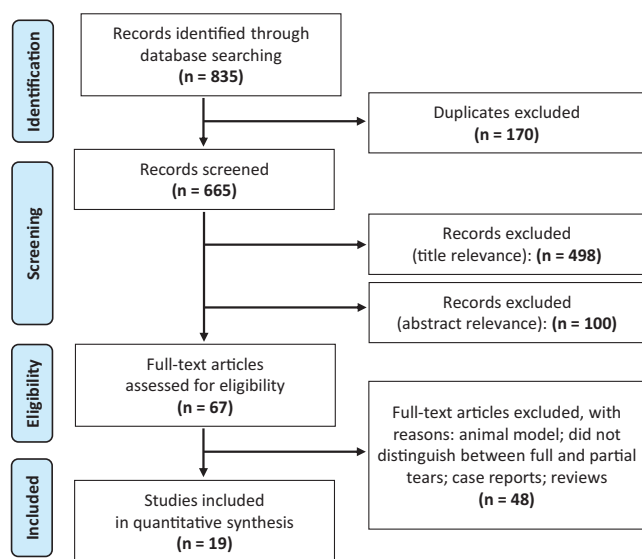 Identification
Records identified through
database searching
(n = 835)
Duplicates excluded
(n = 170)
Screening
Records screened
(n = 665)
Records excluded
(title relevance): (n = 498)
Records excluded
(abstract relevance): (n = 100)
Eligibility
Full-text articles
assessed for eligibility
(n = 67)
Full-text articles excluded, with
reasons: animal model; did not
distinguish between full and partial
tears; case reports; reviews
(n = 48)
Included
Studies included
in quantitative synthesis
(n = 19)